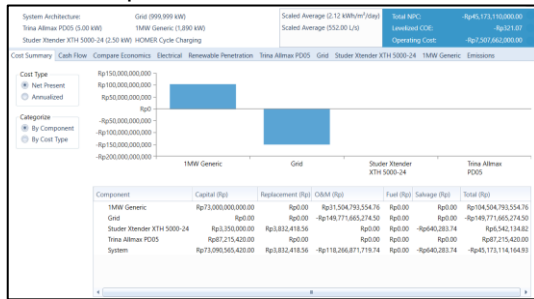 System Architecture: Grid (999,999 kW) Scaled Average (2.12 kWh/m²/day) Total NPC: -Rp45,173,110,000.00
Trina Allmax PD05 (5.00 kW) 1MW Generic (1,890 kW) Scaled Average (552.00 L/s) Levelized COE: -Rp321.07
Studer Xtender XTH 5000-24 (2.50 kW) HOMER Cycle Charging Operating Cost: -Rp7,507,662,000.00
Cost Summary Cash Flow Compare Economics Electrical Renewable Penetration Trina Allmax PD05 Grid Studer Xtender XTH 5000-24 1MW Generic Emissions
Cost Type
Net Present
Annualized
Categorize
By Component
By Cost Type
Rp150,000,000,000
Rp100,000,000,000
Rp50,000,000,000
Rp0
-Rp50,000,000,000
-Rp100,000,000,000
-Rp150,000,000,000
-Rp200,000,000,000
1MW Generic Grid Studer Xtender Trina Allmax
XTH 5000-24 PD05
Component Capital (Rp) Replacement (Rp) O&M (Rp) Fuel (Rp) Salvage (Rp) Total (Rp)
1MW Generic Rp73,000,000,000.00 Rp0.00 Rp31,504,793,554.76 Rp0.00 Rp0.00 Rp104,504,793,554.76
Grid Rp0.00 Rp0.00 -Rp149,771,665,274.50 Rp0.00 Rp0.00 -Rp149,771,665,274.50
Studer Xtender XTH 5000-24 Rp3,350,000.00 Rp3,832,418.56 Rp0.00 Rp0.00 -Rp640,283.74 Rp6,542,134.82
Trina Allmax PD05 Rp87,215,420.00 Rp0.00 Rp0.00 Rp0.00 Rp0.00 Rp87,215,420.00
System Rp73,090,565,420.00 Rp3,832,418.56 -Rp118,266,871,719.74 Rp0.00 -Rp640,283.74 -Rp45,173,114,164.93